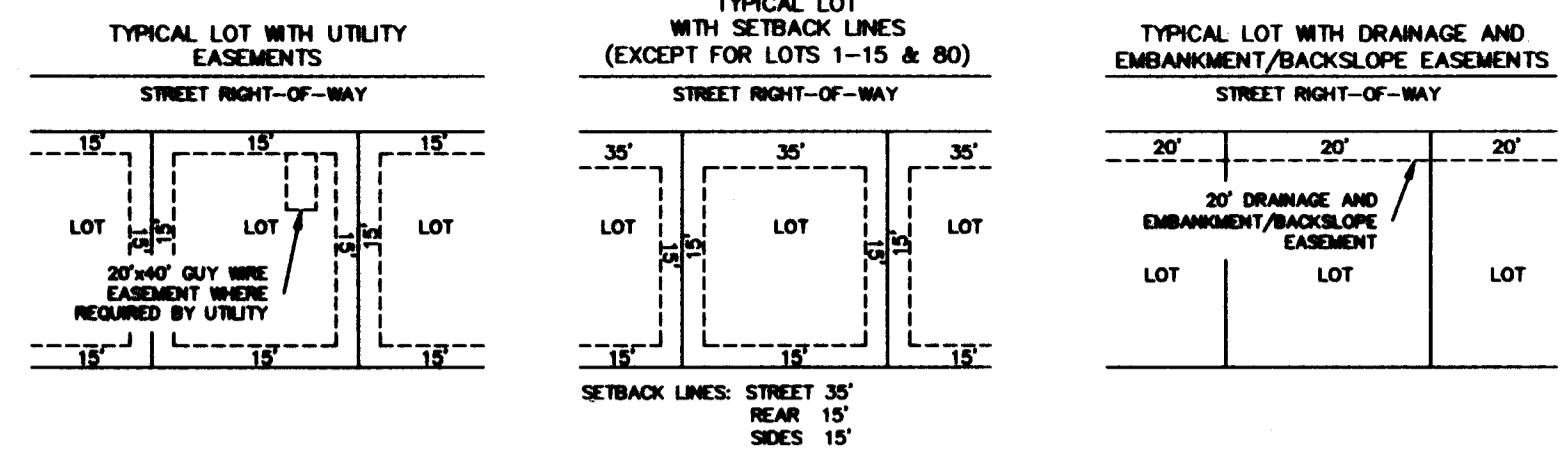 TYPICAL LOT WITH UTILITY
EASEMENTS
STREET RIGHT-OF-WAY
15'
15'
15'
LOT
15'
15'
LOT
15'
15'
LOT
20'x40' GUY WIRE
EASEMENT WHERE
REQUIRED BY UTILITY
15'
15'
15'
TYPICAL LOT
WITH SETBACK LINES
(EXCEPT FOR LOTS 1-15 & 80)
STREET RIGHT-OF-WAY
35'
35'
35'
LOT
15'
15'
LOT
15'
15'
LOT
15'
15'
15'
SETBACK LINES: STREET 35'
REAR 15'
SIDES 15'
TYPICAL LOT WITH DRAINAGE AND
EMBANKMENT/BACKSLOPE EASEMENTS
STREET RIGHT-OF-WAY
20'
20'
20'
20' DRAINAGE AND
EMBANKMENT/BACKSLOPE
EASEMENT
LOT
LOT
LOT